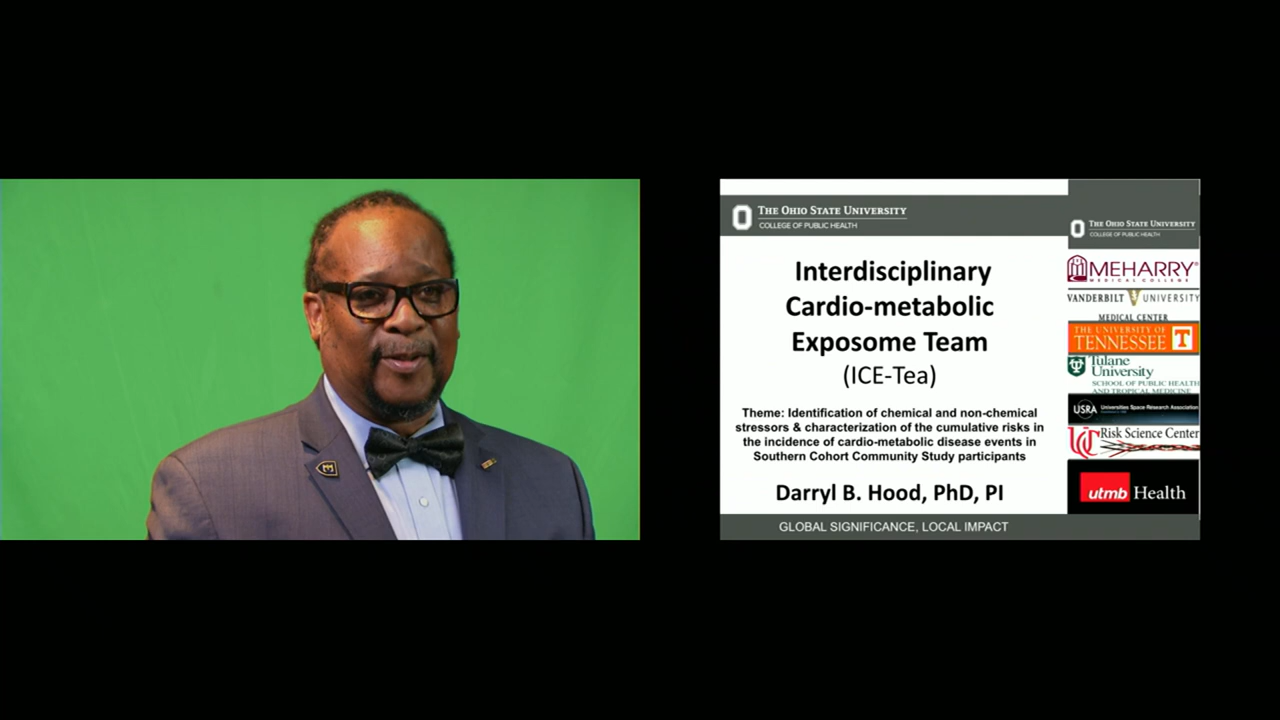 THE OHIO STATE UNIVERSITY
COLLEGE OF PUBLIC HEALTH
Interdisciplinary
Cardio-metabolic
Exposome Team
(ICE-Tea)
Theme: Identification of chemical and non-chemical
stressors & characterization of the cumulative risks in
the incidence of cardio-metabolic disease events in
Southern Cohort Community Study participants
Darryl B. Hood, PhD, PI
GLOBAL SIGNIFICANCE, LOCAL IMPACT
THE OHIO STATE UNIVERSITY
COLLEGE OF PUBLIC HEALTH
MEHARRY
MEDICAL COLLEGE
VANDERBILT UNIVERSITY
MEDICAL CENTER
THE UNIVERSITY OF
TENNESSEE T
Tulane
University
SCHOOL OF PUBLIC HEALTH
AND TROPICAL MEDICINE
USRA Universities Space Research Association
UC Risk Science Center
utmb Health